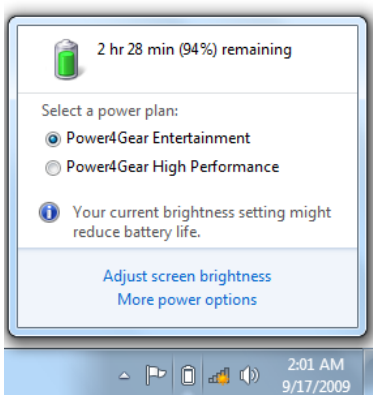 2 hr 28 min (94%) remaining
Select a power plan:
Power4Gear Entertainment
Power4Gear High Performance
Your current brightness setting might
reduce battery life.
Adjust screen brightness
More power options
2:01 AM
9/17/2009